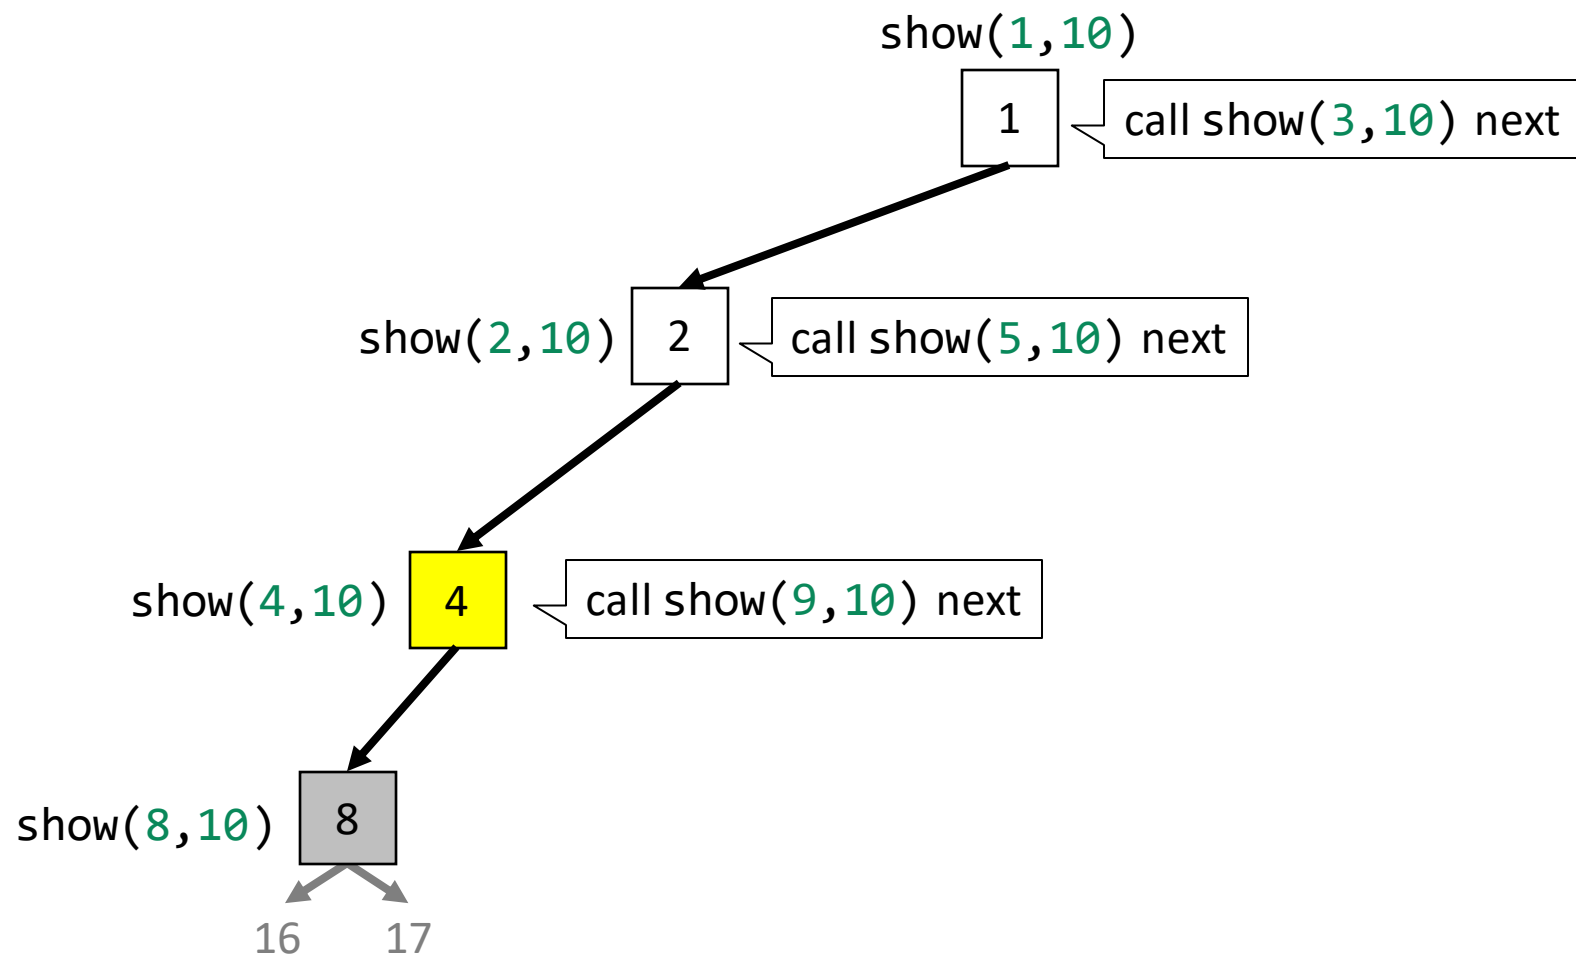 show(1,10)
1
call show(3,10) next
show(2,10)
2
call show(5,10) next
show(4,10)
4
call show(9,10) next
show(8,10)
8
16
17